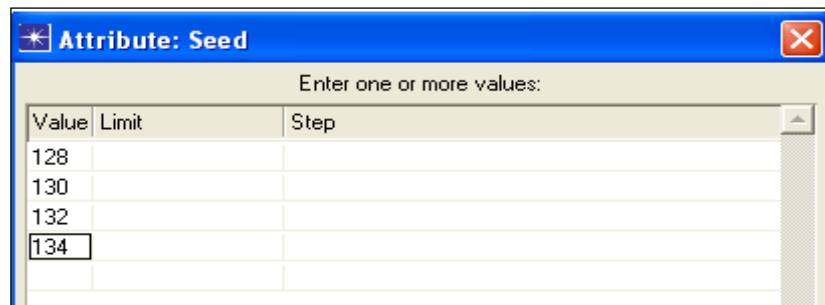 Attribute: Seed
Enter one or more values:
Value Limit Step
128
130
132
134